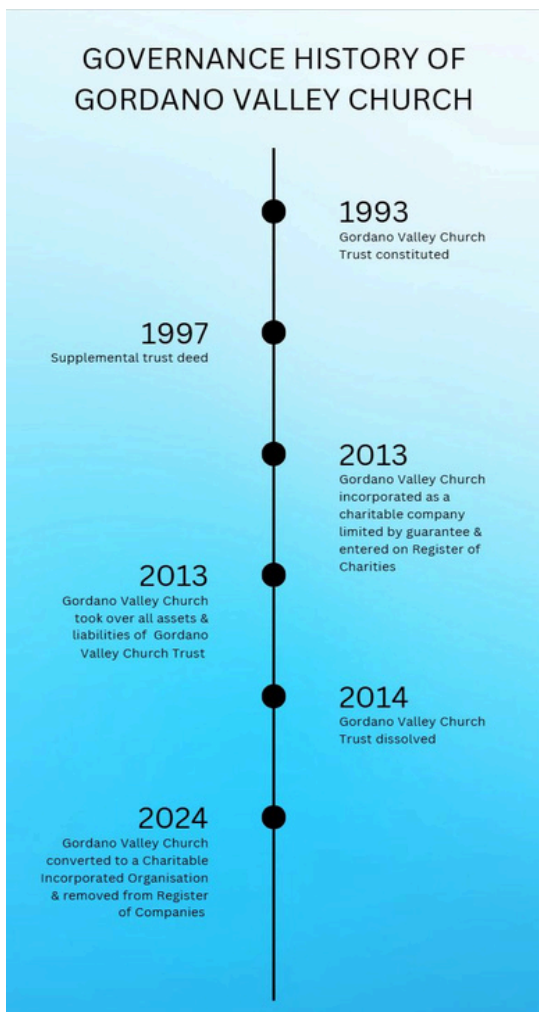 GOVERNANCE HISTORY OF
GORDANO VALLEY CHURCH
1993
Gordano Valley Church
Trust constituted
1997
Supplemental trust deed
2013
Gordano Valley Church
incorporated as a
charitable company
limited by guarantee &
entered on Register of
Charities
2013
Gordano Valley Church
took over all assets &
liabilities of Gordano
Valley Church Trust
2014
Gordano Valley Church
Trust dissolved
2024
Gordano Valley Church
converted to a Charitable
Incorporated Organisation
& removed from Register
of Companies